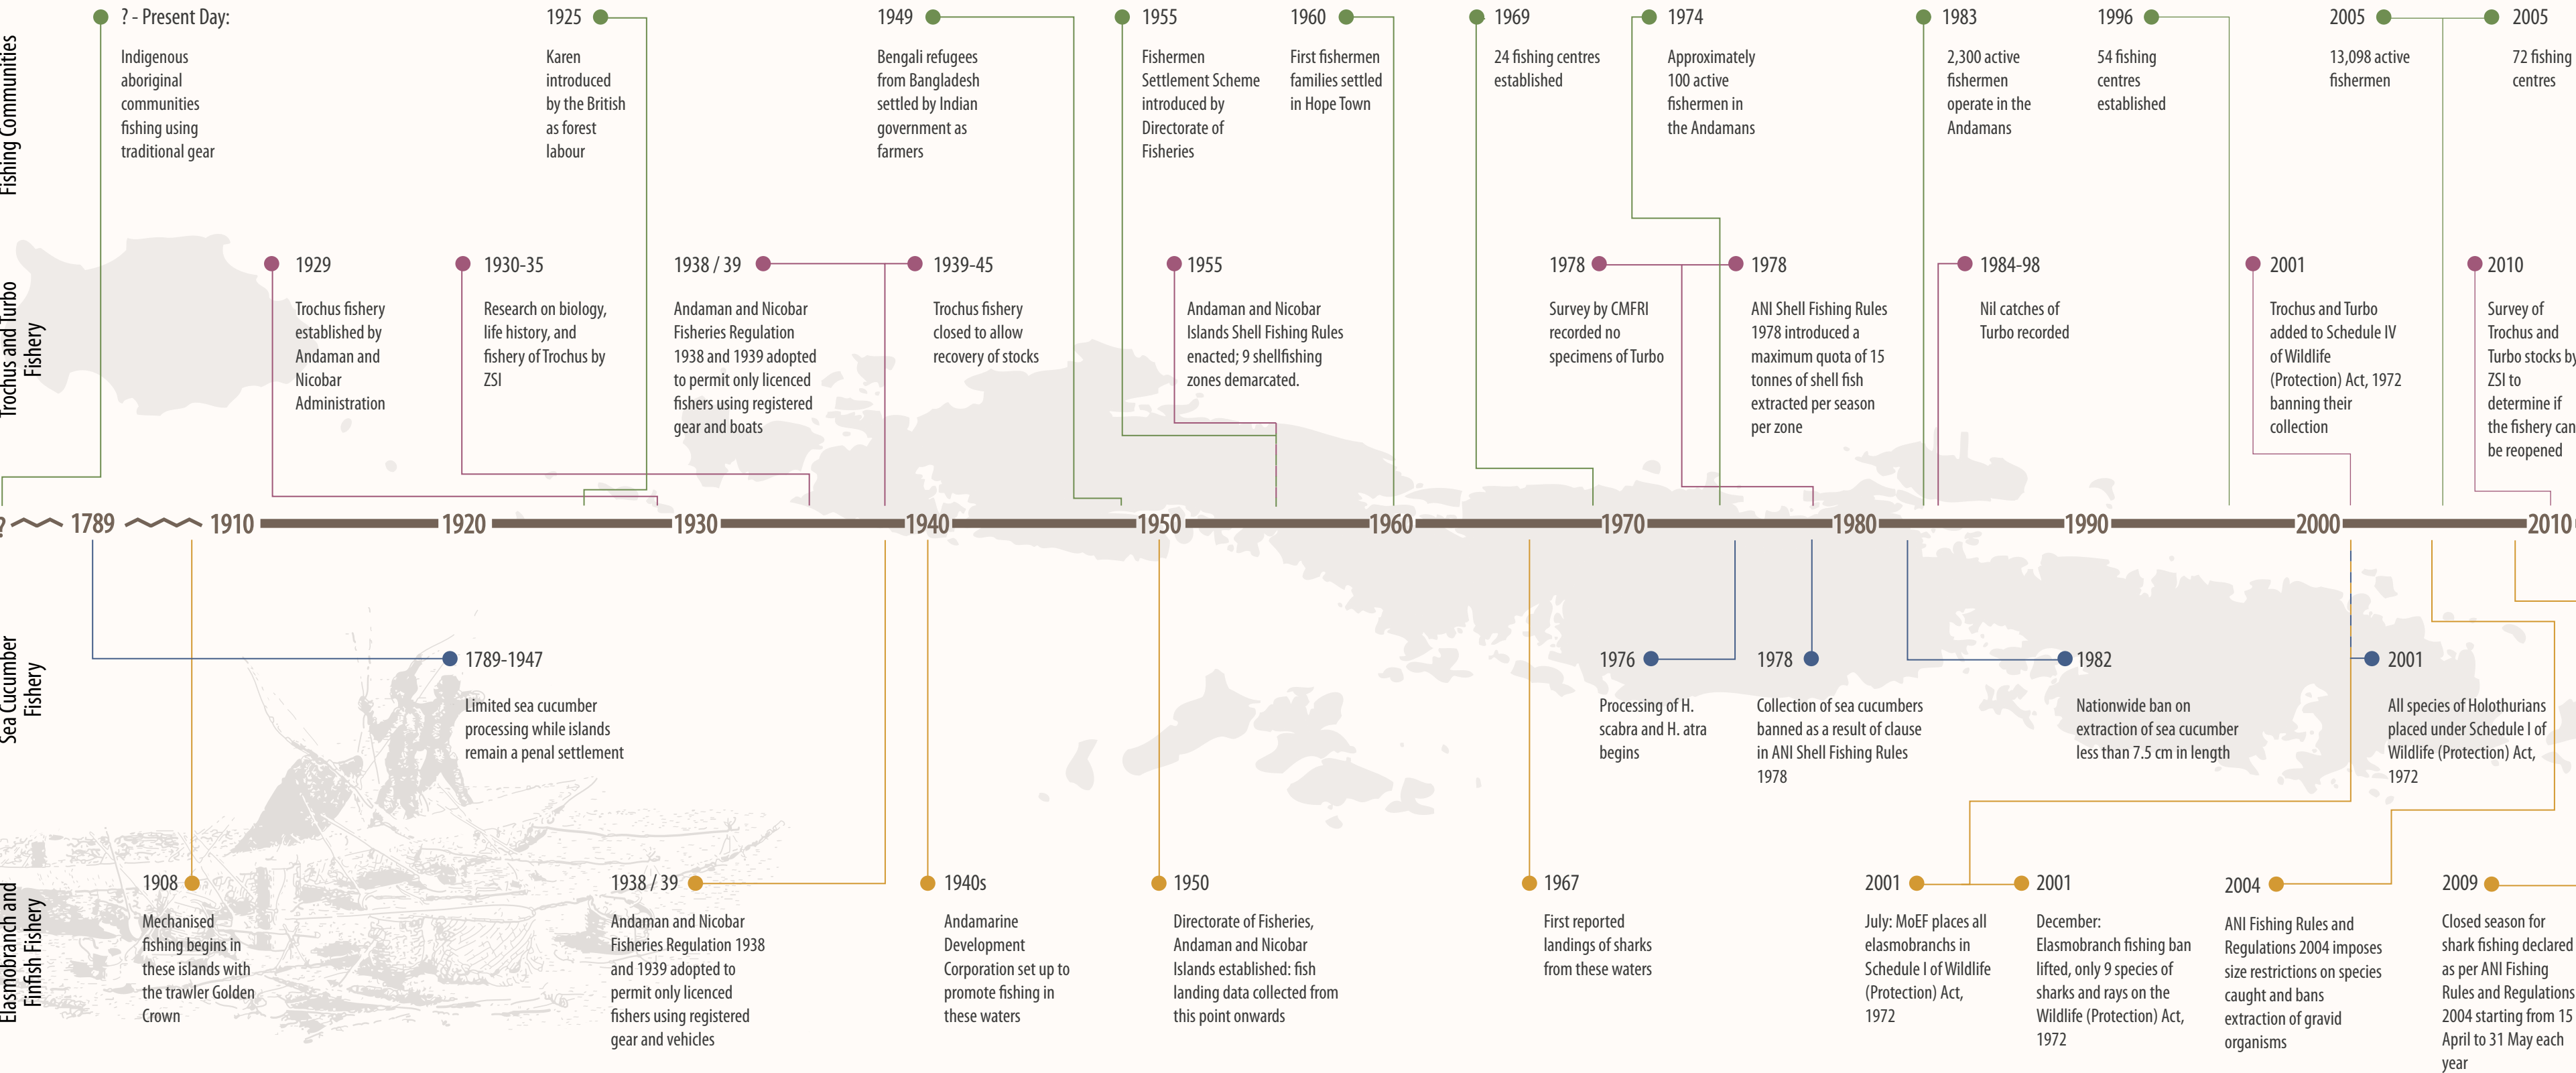 Fishing Communities
? - Present Day:
Indigenous
aboriginal
communities
fishing using
traditional gear
1925
Karen
introduced
by the British
as forest
labour
1949
Bengali refugees
from Bangladesh
settled by Indian
government as
farmers
1955
Fishermen
Settlement Scheme
introduced by
Directorate of
Fisheries
1960
First fishermen
families settled
in Hope Town
1969
24 fishing centres
established
1974
Approximately
100 active
fishermen in
the Andamans
1983
2,300 active
fishermen
operate in the
Andamans
1996
54 fishing
centres
established
2005
13,098 active
fishermen
2005
72 fishing
centres
Trochus and Turbo
Fishery
1929
Trochus fishery
established by
Andaman and
Nicobar
Administration
1930-35
Research on biology,
life history, and
fishery of Trochus by
ZSI
1938 / 39
Andaman and Nicobar
Fisheries Regulation
1938 and 1939 adopted
to permit only licenced
fishers using registered
gear and boats
1939-45
Trochus fishery
closed to allow
recovery of stocks
1955
Andaman and Nicobar
Islands Shell Fishing Rules
enacted; 9 shellfishing
zones demarcated.
1978
Survey by CMFRI
recorded no
specimens of Turbo
1978
ANI Shell Fishing Rules
1978 introduced a
maximum quota of 15
tonnes of shell fish
extracted per season
per zone
1984-98
Nil catches of
Turbo recorded
2001
Trochus and Turbo
added to Schedule IV
of Wildlife
(Protection) Act, 1972
banning their
collection
2010
Survey of
Trochus and
Turbo stocks by
ZSI to
determine if
the fishery can
be reopened
? 1789 1910 1920 1930 1940 1950 1960 1970 1980 1990 2000 2010
Sea Cucumber
Fishery
1789-1947
Limited sea cucumber
processing while islands
remain a penal settlement
1976
Processing of H.
scabra and H. atra
begins
1978
Collection of sea cucumbers
banned as a result of clause
in ANI Shell Fishing Rules
1978
1982
Nationwide ban on
extraction of sea cucumber
less than 7.5 cm in length
2001
All species of Holothurians
placed under Schedule I of
Wildlife (Protection) Act,
1972
Elasmobranch and
Finfish Fishery
1908
Mechanised
fishing begins in
these islands with
the trawler Golden
Crown
1938 / 39
Andaman and Nicobar
Fisheries Regulation 1938
and 1939 adopted to
permit only licenced
fishers using registered
gear and vehicles
1940s
Andamarine
Development
Corporation set up to
promote fishing in
these waters
1950
Directorate of Fisheries,
Andaman and Nicobar
Islands established: fish
landing data collected from
this point onwards
1967
First reported
landings of sharks
from these waters
2001
July: MoEF places all
elasmobranchs in
Schedule I of Wildlife
(Protection) Act,
1972
2001
December:
Elasmobranch fishing ban
lifted, only 9 species of
sharks and rays on the
Wildlife (Protection) Act,
1972
2004
ANI Fishing Rules and
Regulations 2004 imposes
size restrictions on species
caught and bans
extraction of gravid
organisms
2009
Closed season for
shark fishing declared
as per ANI Fishing
Rules and Regulations
2004 starting from 15
April to 31 May each
year